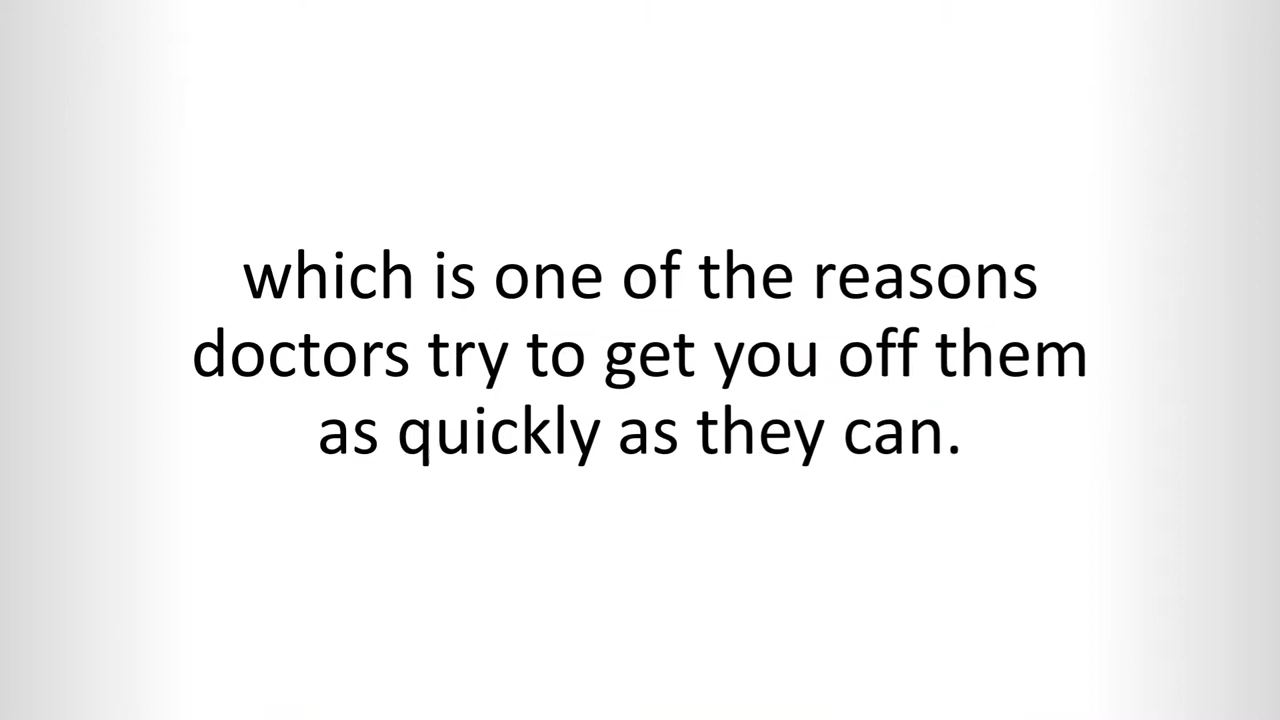 which is one of the reasons
doctors try to get you off them
as quickly as they can.